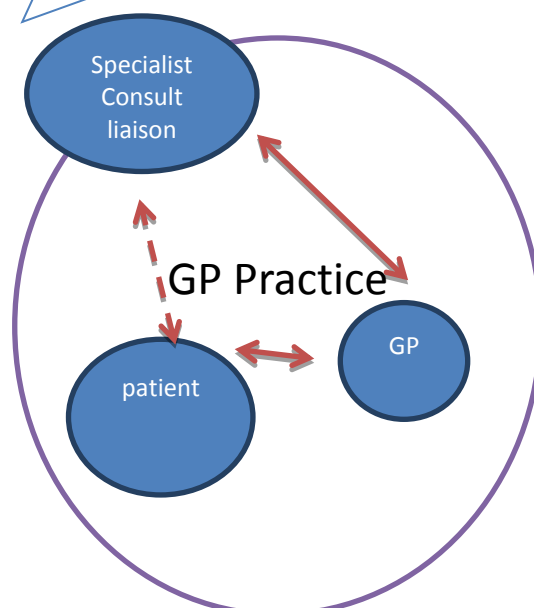 Specialist
Consult
liaison
GP Practice
GP
patient